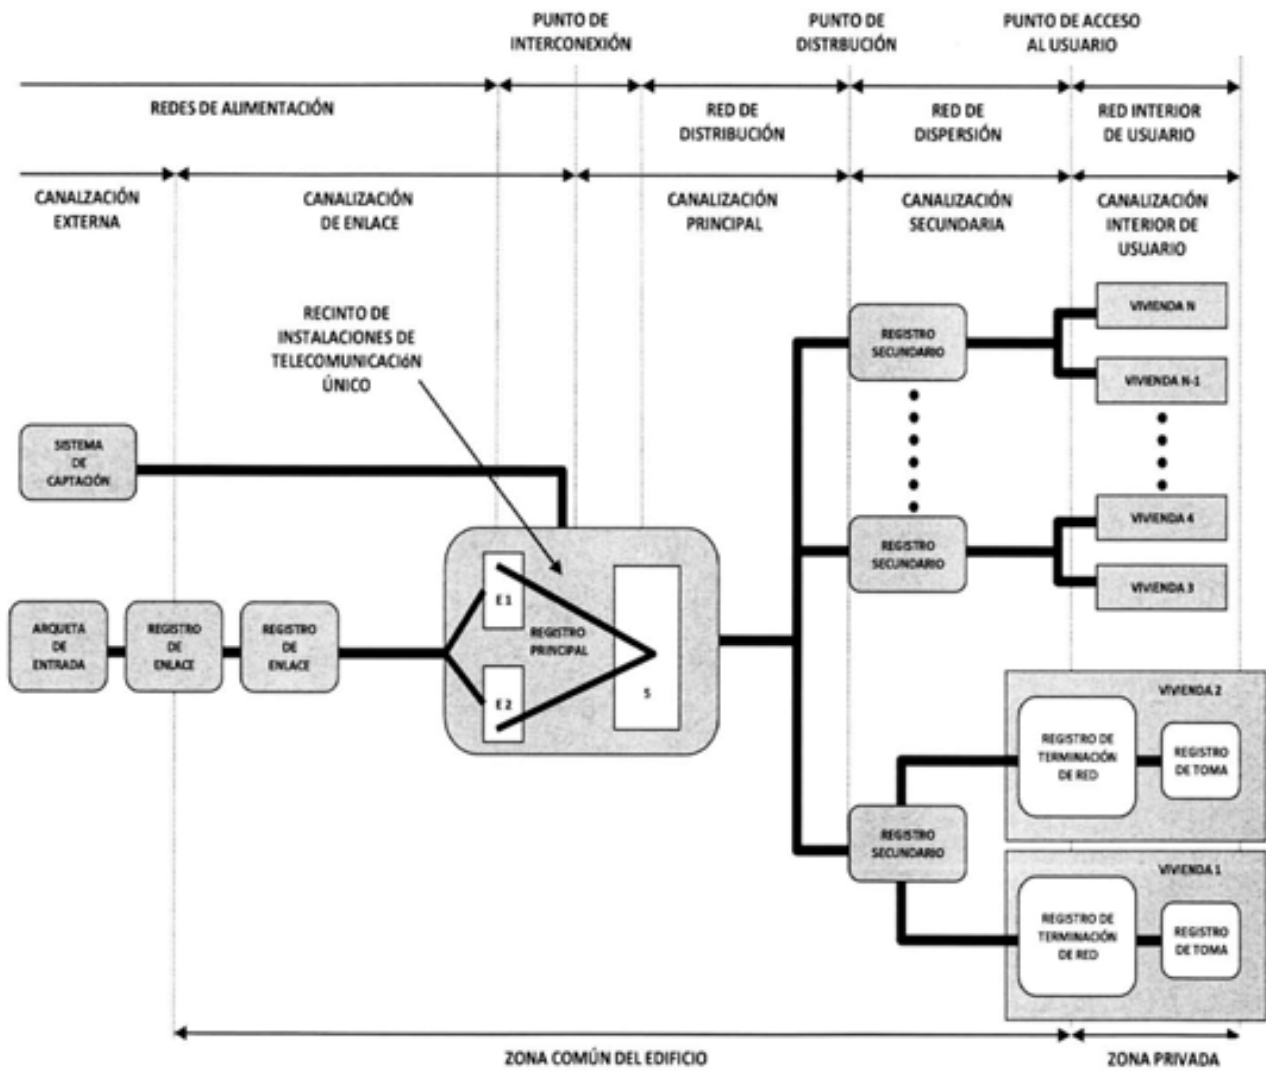 PUNTO DE
INTERCONEXIÓN
PUNTO DE
DISTRBUCIÓN
PUNTO DE ACCESO
AL USUARIO
REDES DE ALIMENTACIÓN
RED DE
DISTRIBUCIÓN
RED DE
DISPERSIÓN
RED INTERIOR
DE USUARIO
CANALZACIÓN
EXTERNA
CANALIZACIÓN
DE ENLACE
CANALIZACIÓN
PRINCIPAL
CANALIZACIÓN
SECUNDARIA
CANALIZACIÓN
INTERIOR DE
USUARIO
RECINTO DE
INSTALACIONES DE
TELECOMUNICACIÓN
ÚNICO
REGISTRO
SECUNDARIO
VIVIENDA N
VIVIENDA N-1
SISTEMA
DE
CAPTACIÓN
REGISTRO
SECUNDARIO
VIVIENDA 4
VIVIENDA 3
ARQUETA
DE
ENTRADA
REGISTRO
DE
ENLACE
REGISTRO
DE
ENLACE
E 1
REGISTRO
PRINCIPAL
E 2
S
VIVIENDA 2
REGISTRO DE
TERMINACIÓN
DE RED
REGISTRO
DE TOMA
REGISTRO
SECUNDARIO
VIVIENDA 1
REGISTRO DE
TERMINACIÓN
DE RED
REGISTRO
DE TOMA
ZONA COMÚN DEL EDIFICIO
ZONA PRIVADA